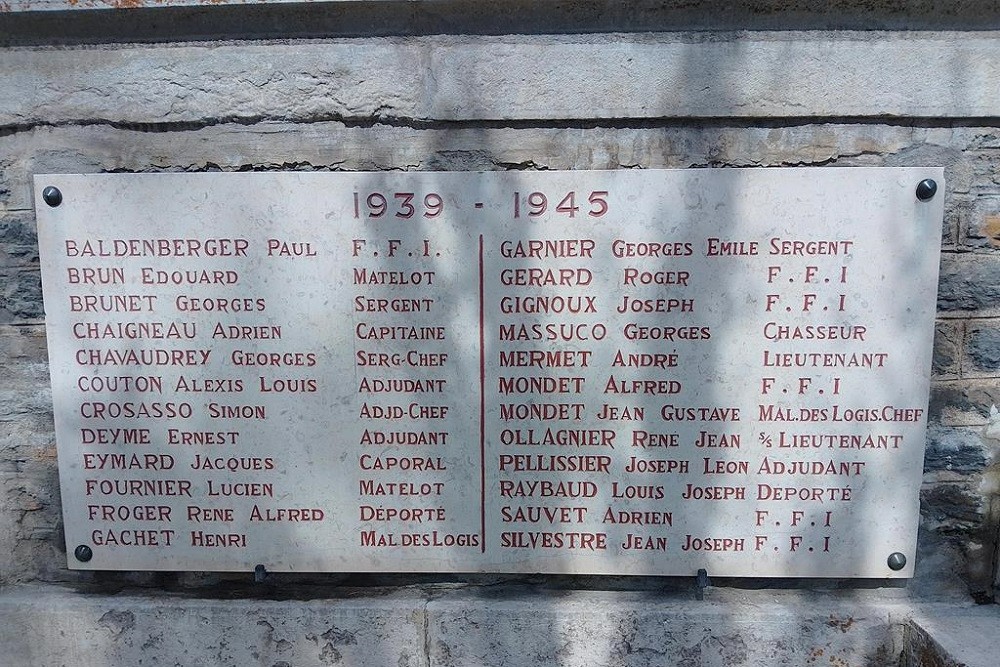 1939 - 1945
BALDENBERGER PAUL F.F.I.
BRUN EDOUARD MATELOT
BRUNET GEORGES SERGENT
CHAIGNEAU ADRIEN CAPITAINE
CHAVAUDREY GEORGES SERG-CHEF
COUTON ALEXIS LOUIS ADJUDANT
CROSASSO SIMON ADJD-CHEF
DEYME ERNEST ADJUDANT
EYMARD JACQUES CAPORAL
FOURNIER LUCIEN MATELOT
FROGER RENE ALFRED DÉPORTÉ
GACHET HENRI MAL DES LOGIS
GARNIER GEORGES EMILE SERGENT
GERARD ROGER F.F.I
GIGNOUX JOSEPH F.F.I
MASSUCO GEORGES CHASSEUR
MERMET ANDRÉ LIEUTENANT
MONDET ALFRED F.F.I
MONDET JEAN GUSTAVE MAL.DES LOGIS.CHEF
OLLAGNIER RENÉ JEAN S/S LIEUTENANT
PELLISSIER JOSEPH LEON ADJUDANT
RAYBAUD LOUIS JOSEPH DEPORTÉ
SAUVET ADRIEN F.F.I
SILVESTRE JEAN JOSEPH F.F.I